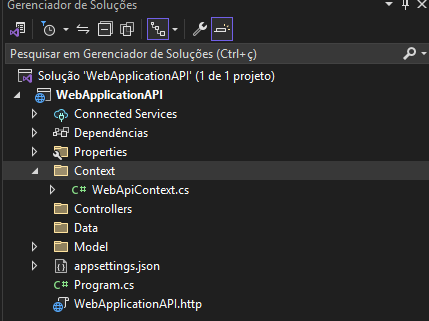 Gerenciador de Soluções
Pesquisar em Gerenciador de Soluções (Ctrl+ç)
Solução 'WebApplicationAPI' (1 de 1 projeto)
WebApplicationAPI
Connected Services
Dependências
Properties
Context
C# WebApiContext.cs
Controllers
Data
Model
appsettings.json
C# Program.cs
WebApplicationAPI.http